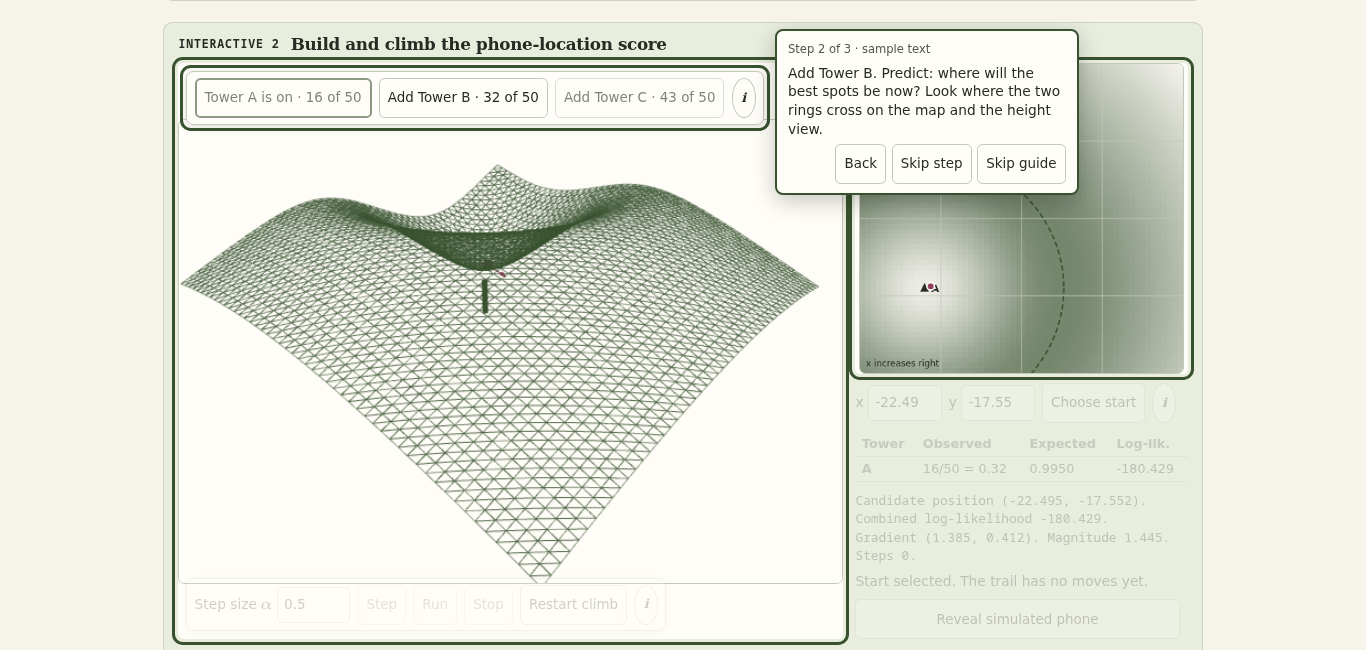 INTERACTIVE 2 Build and climb the phone-location score
Step 2 of 3 · sample text
Add Tower B. Predict: where will the
best spots be now? Look where the two
rings cross on the map and the height
view.
Back Skip step Skip guide
Tower A is on · 16 of 50 Add Tower B · 32 of 50 Add Tower C · 43 of 50 i
A
x increases right
x -22.49 y -17.55 Choose start i
Tower Observed Expected Log-lik.
A 16/50 = 0.32 0.9950 -180.429
Candidate position (-22.495, -17.552).
Combined log-likelihood -180.429.
Gradient (1.385, 0.412). Magnitude 1.445.
Steps 0.
Start selected. The trail has no moves yet.
Reveal simulated phone
Step size α 0.5 Step Run Stop Restart climb i